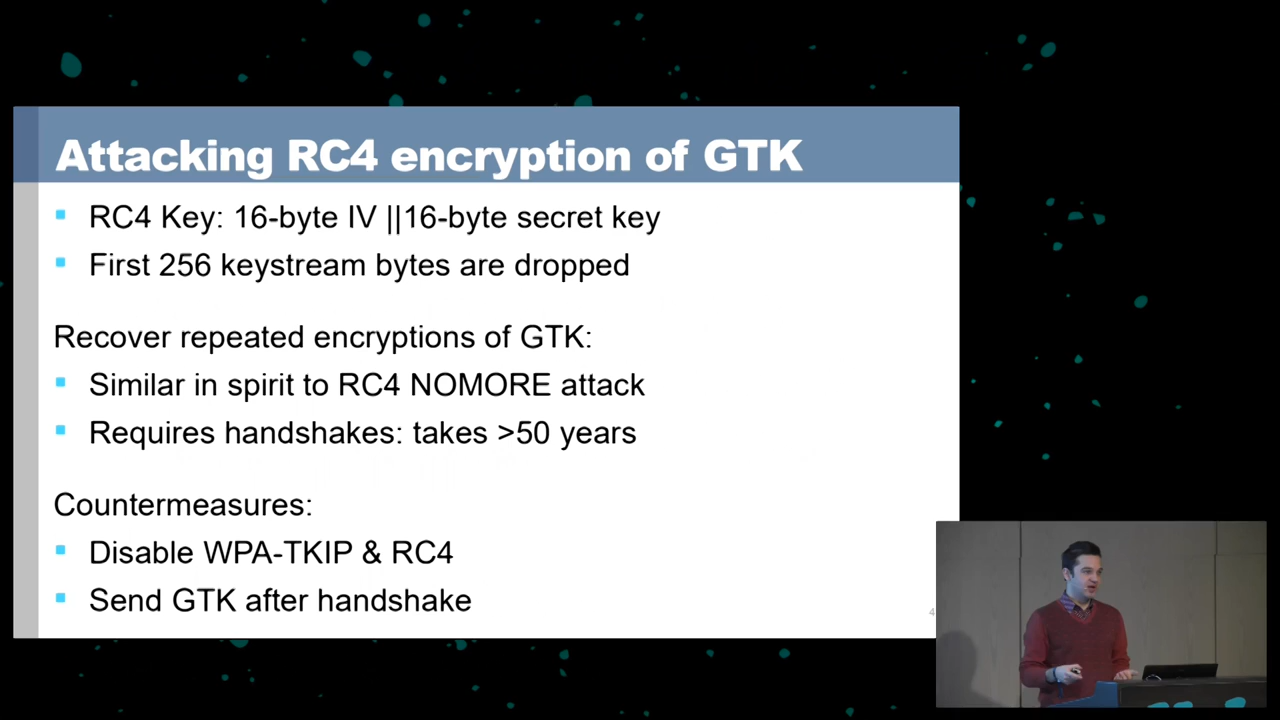 Attacking RC4 encryption of GTK
RC4 Key: 16-byte IV ||16-byte secret key
First 256 keystream bytes are dropped
Recover repeated encryptions of GTK:
Similar in spirit to RC4 NOMORE attack
Requires handshakes: takes >50 years
Countermeasures:
Disable WPA-TKIP & RC4
Send GTK after handshake